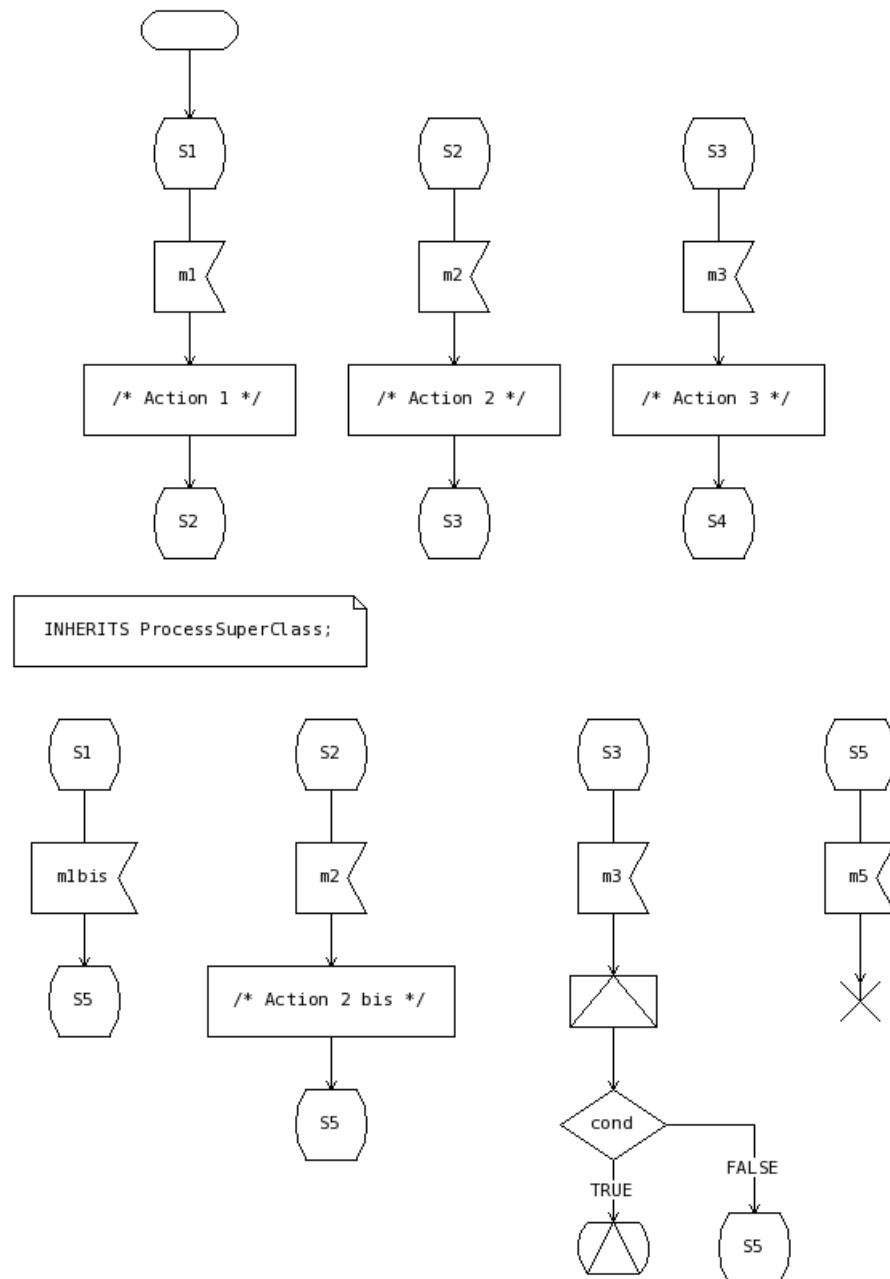 S1
S2
S3
m1
m2
m3
/* Action 1 */
/* Action 2 */
/* Action 3 */
S2
S3
S4
INHERITS ProcessSuperClass;
S1
S2
S3
S5
m1bis
m2
m3
m5
S5
/* Action 2 bis */
S5
cond
FALSE
TRUE
S5